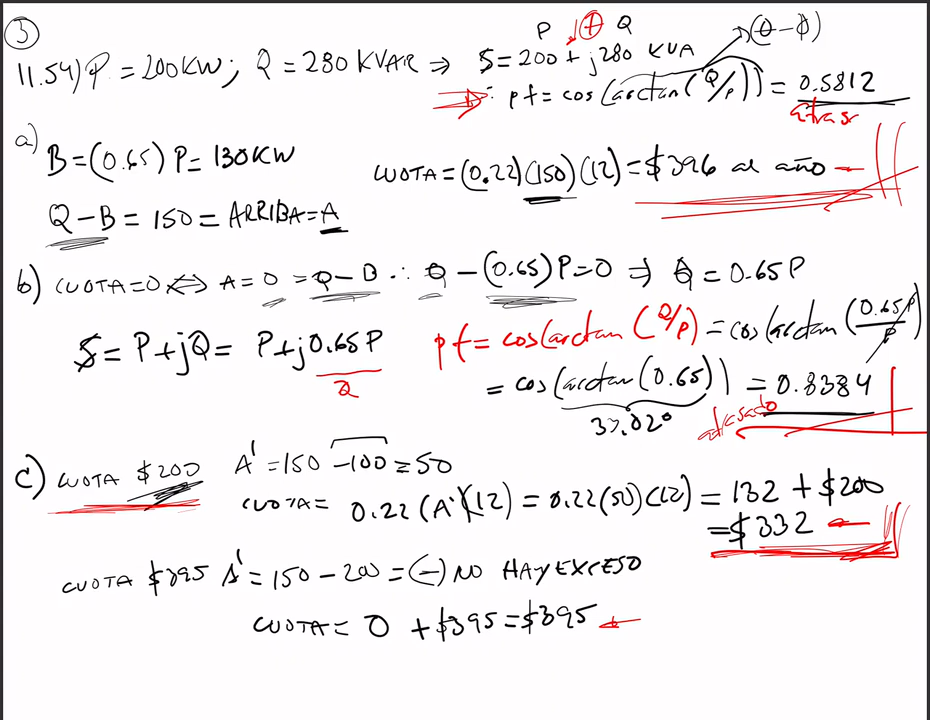 ③
P + Q
11.54) P = 200KW; Q = 280 KVAR ⇒ S = 200 + j280 KVA (θ-ϕ)
∴ pf = cos(arctan(Q/P)) = 0.5812
a)
B = (0.65) P = 130KW
CUOTA = (0.22)(150)(12) = $396 al año
Q - B = 150 = ARRIBA = A
b) CUOTA=0 ⇔ A = 0 = Q - B ∴ Q - (0.65)P=0 ⇒ Q = 0.65P
S = P+jQ = P+j0.65P
Q
pf = cos(arctan(Q/P)) = cos(arctan(0.65P/P)
= cos(arctan(0.65)) = 0.8384
33.02° atrasado
c) CUOTA $200 A' = 150 -100 = 50
CUOTA = 0.22(A')(12) = 0.22(50)(12) = 132 + $200
= $332
CUOTA $395 A' = 150 - 200 = (-) NO HAY EXCESO
CUOTA = 0 + $395 = $395